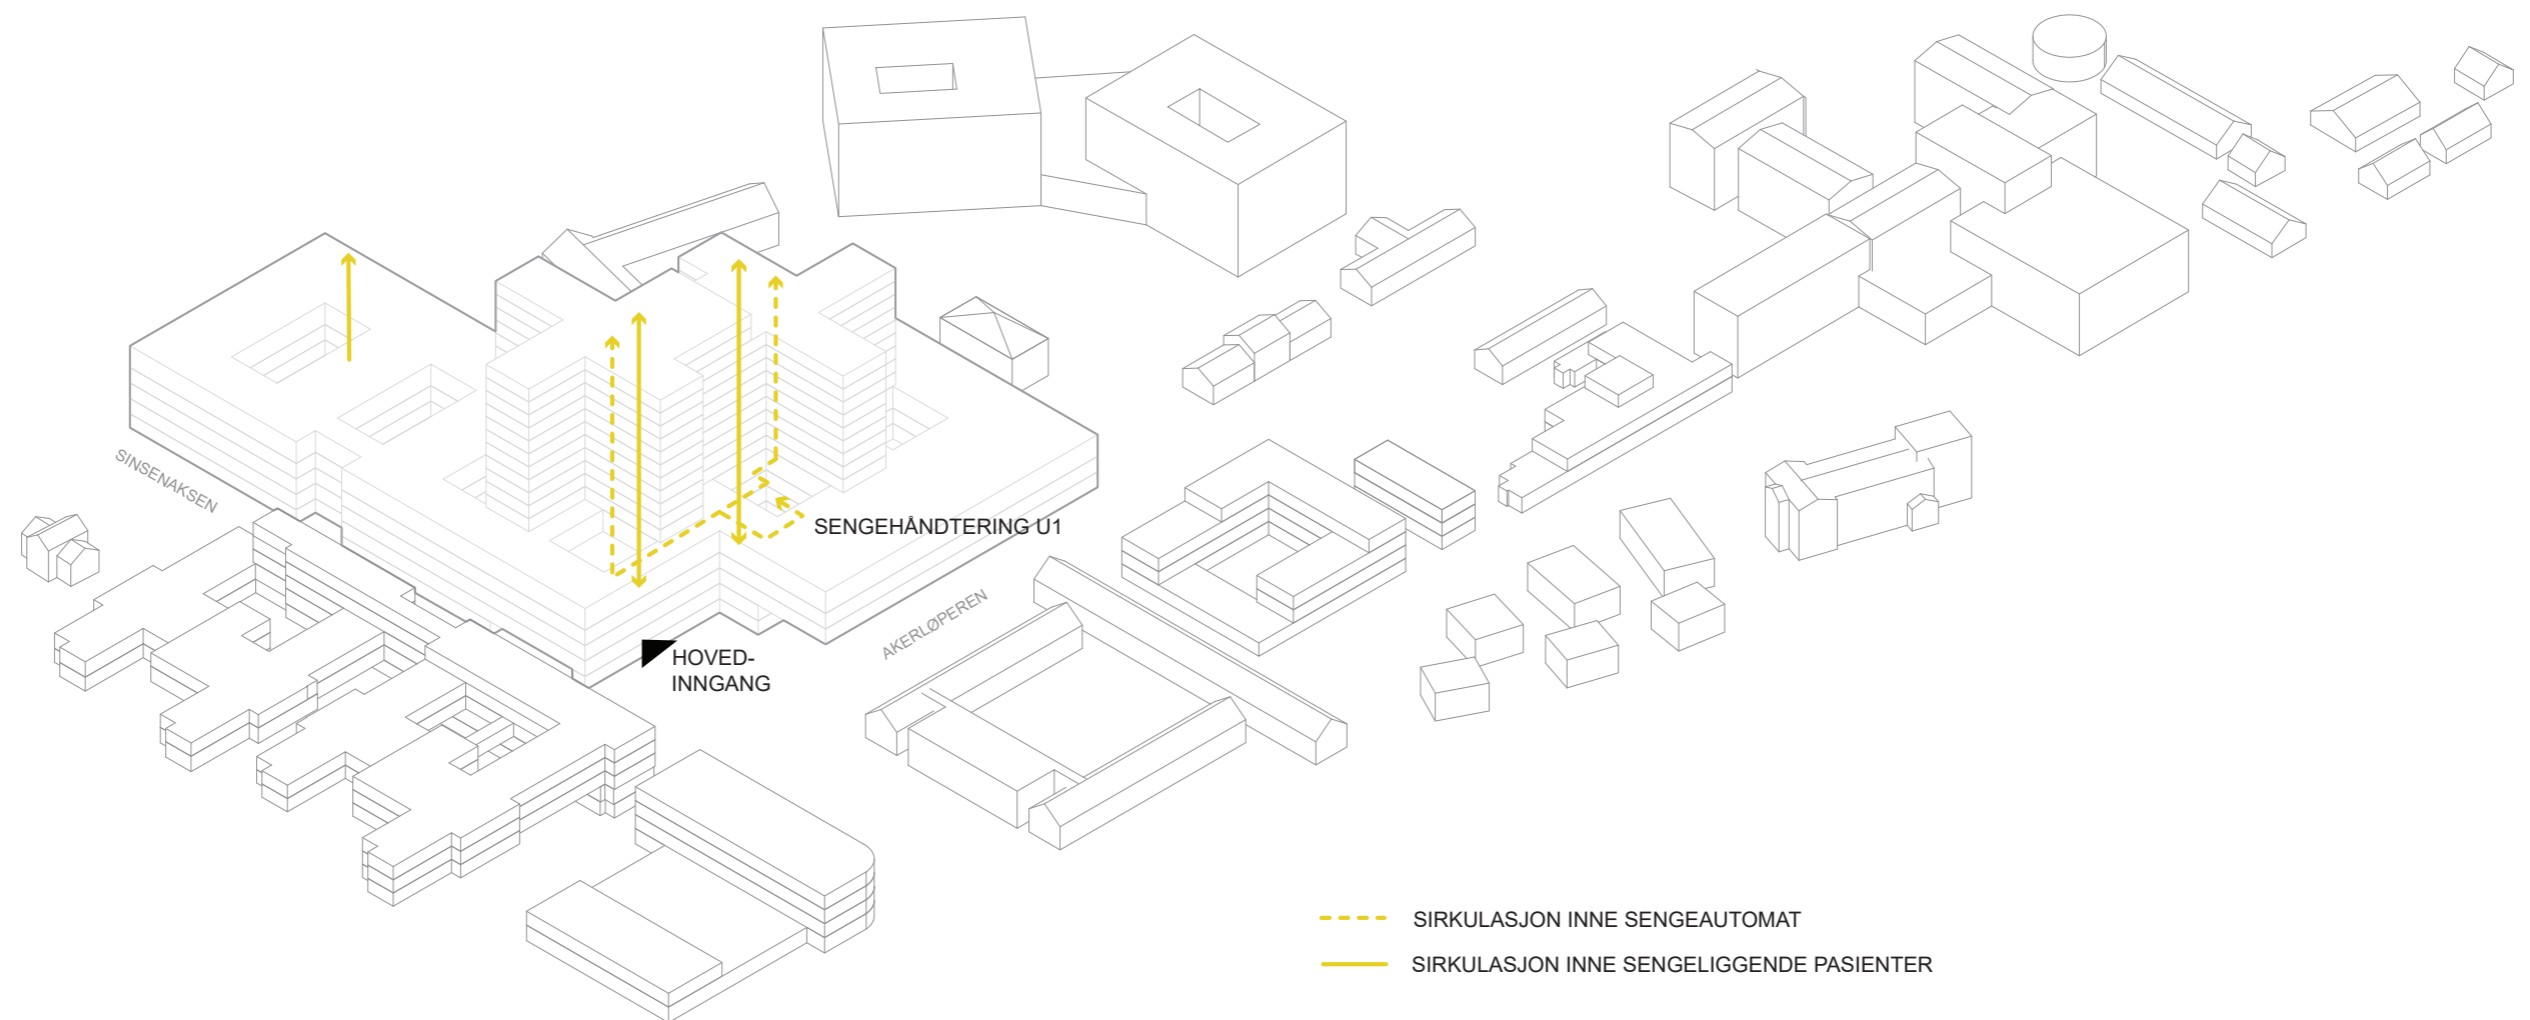 SINSENAKSEN
SENGEHÅNDTERING U1
AKERLØPEREN
HOVED-
INNGANG
SIRKULASJON INNE SENGEAUTOMAT
SIRKULASJON INNE SENGELIGGENDE PASIENTER